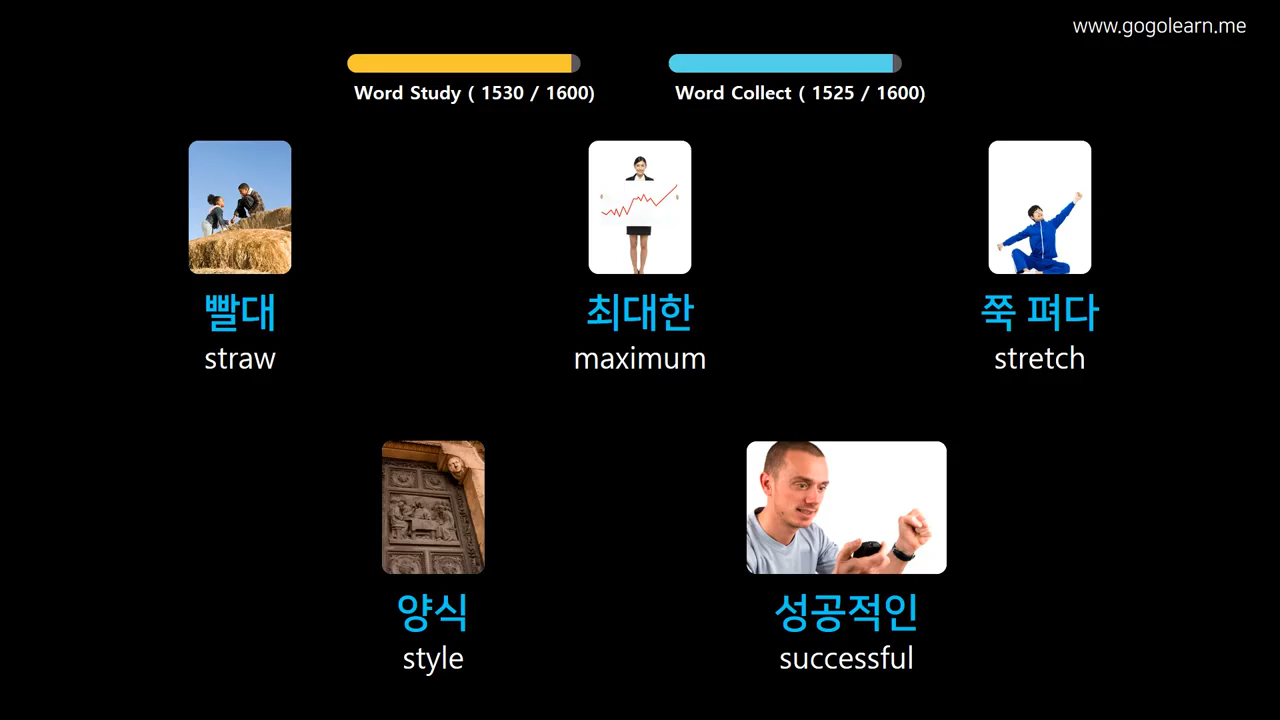 www.gogolearn.me
Word Study ( 1530 / 1600)
Word Collect ( 1525 / 1600)
빨대
straw
최대한
maximum
쭉 펴다
stretch
양식
style
성공적인
successful